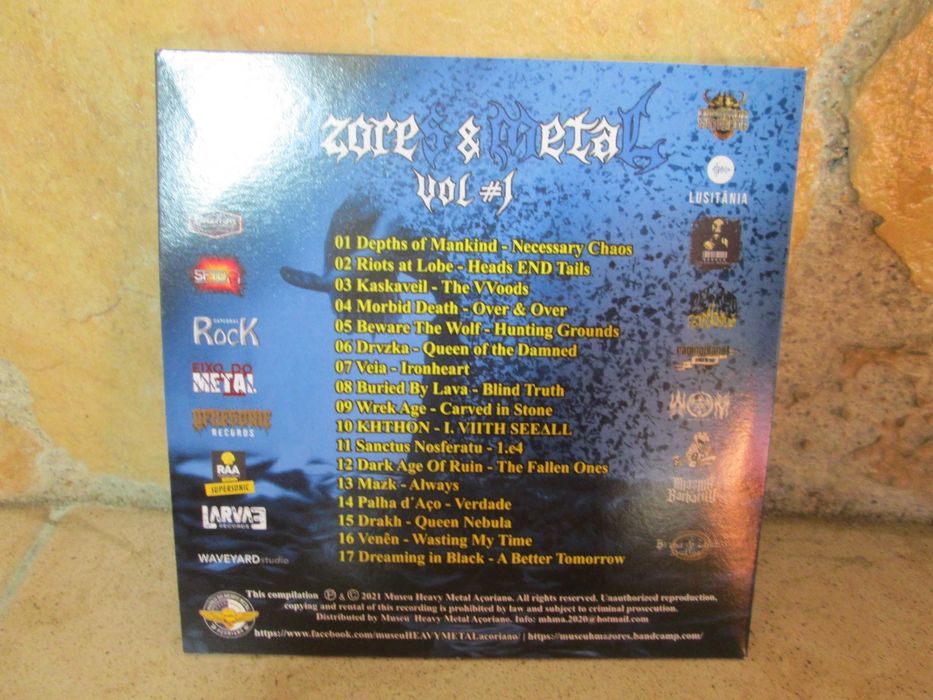 zores & metal
vol #1
01 Depths of Mankind - Necessary Chaos
02 Riots at Lobe - Heads END Tails
03 Kaskaveil - The VVoods
04 Morbid Death - Over & Over
05 Beware The Wolf - Hunting Grounds
06 Drvzka - Queen of the Damned
07 Veia - Ironheart
08 Buried By Lava - Blind Truth
09 Wrek Age - Carved in Stone
10 KHTHON - I. VIITH SEEALL
11 Sanctus Nosferatu - 1.e4
12 Dark Age Of Ruin - The Fallen Ones
13 Mazk - Always
14 Palha d´Aço - Verdade
15 Drakh - Queen Nebula
16 Venên - Wasting My Time
17 Dreaming in Black - A Better Tomorrow
CATEDRAL
ROCK
EIXO DO
METAL
GRUESOME
RECORDS
RAA
SUPERSONIC
LARVAE
RECORDS
WAVEYARDstudio
LUSITÂNIA
ragingplanet
WOM
This compilation ℗ & © 2021 Museu Heavy Metal Açoriano. All rights reserved. Unauthorized reproduction,
copying and rental of this recording is prohibited by law and subject to criminal prosecution.
Distributed by Museu Heavy Metal Açoriano. Info: mhma.2020@hotmail.com
https://www.facebook.com/museuHEAVYMETALacoriano/ | https://museuhmazores.bandcamp.com/